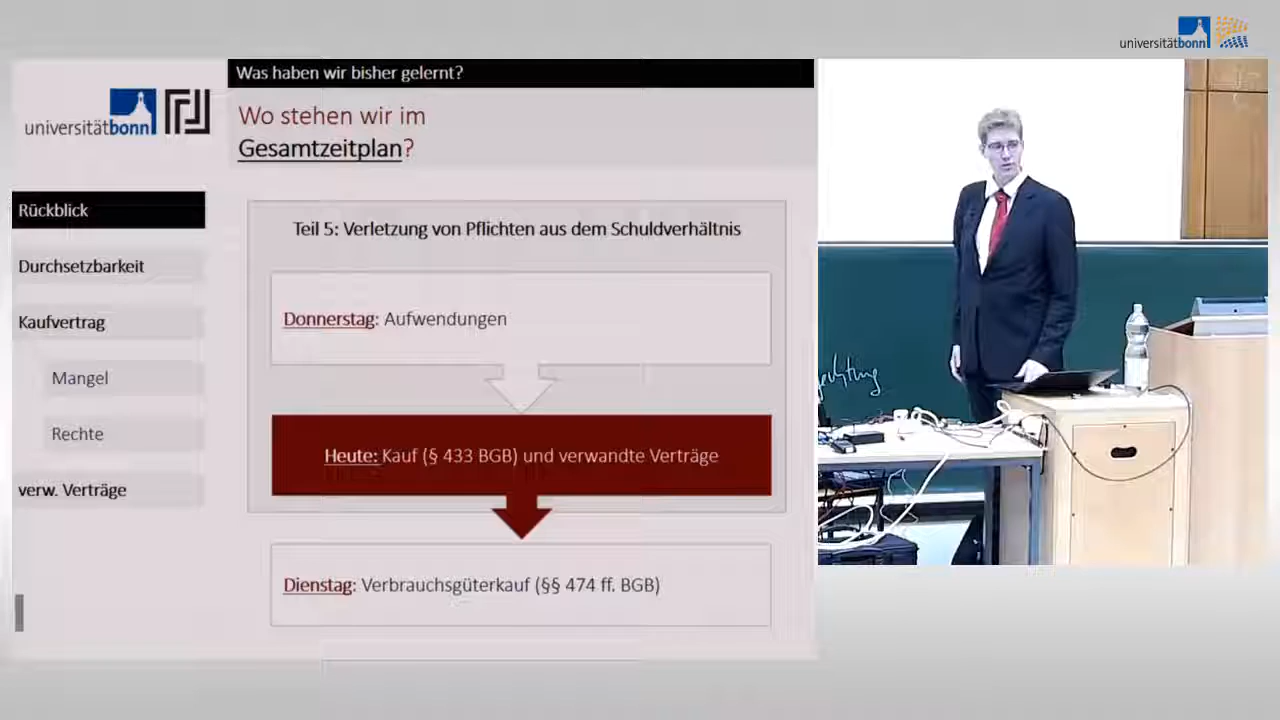 universitätbonn
Was haben wir bisher gelernt?
universitätbonn
Wo stehen wir im
Gesamtzeitplan?
Rückblick
Durchsetzbarkeit
Kaufvertrag
Mangel
Rechte
verw. Verträge
Teil 5: Verletzung von Pflichten aus dem Schuldverhältnis
Donnerstag: Aufwendungen
Heute: Kauf (§ 433 BGB) und verwandte Verträge
Dienstag: Verbrauchsgüterkauf (§§ 474 ff. BGB)